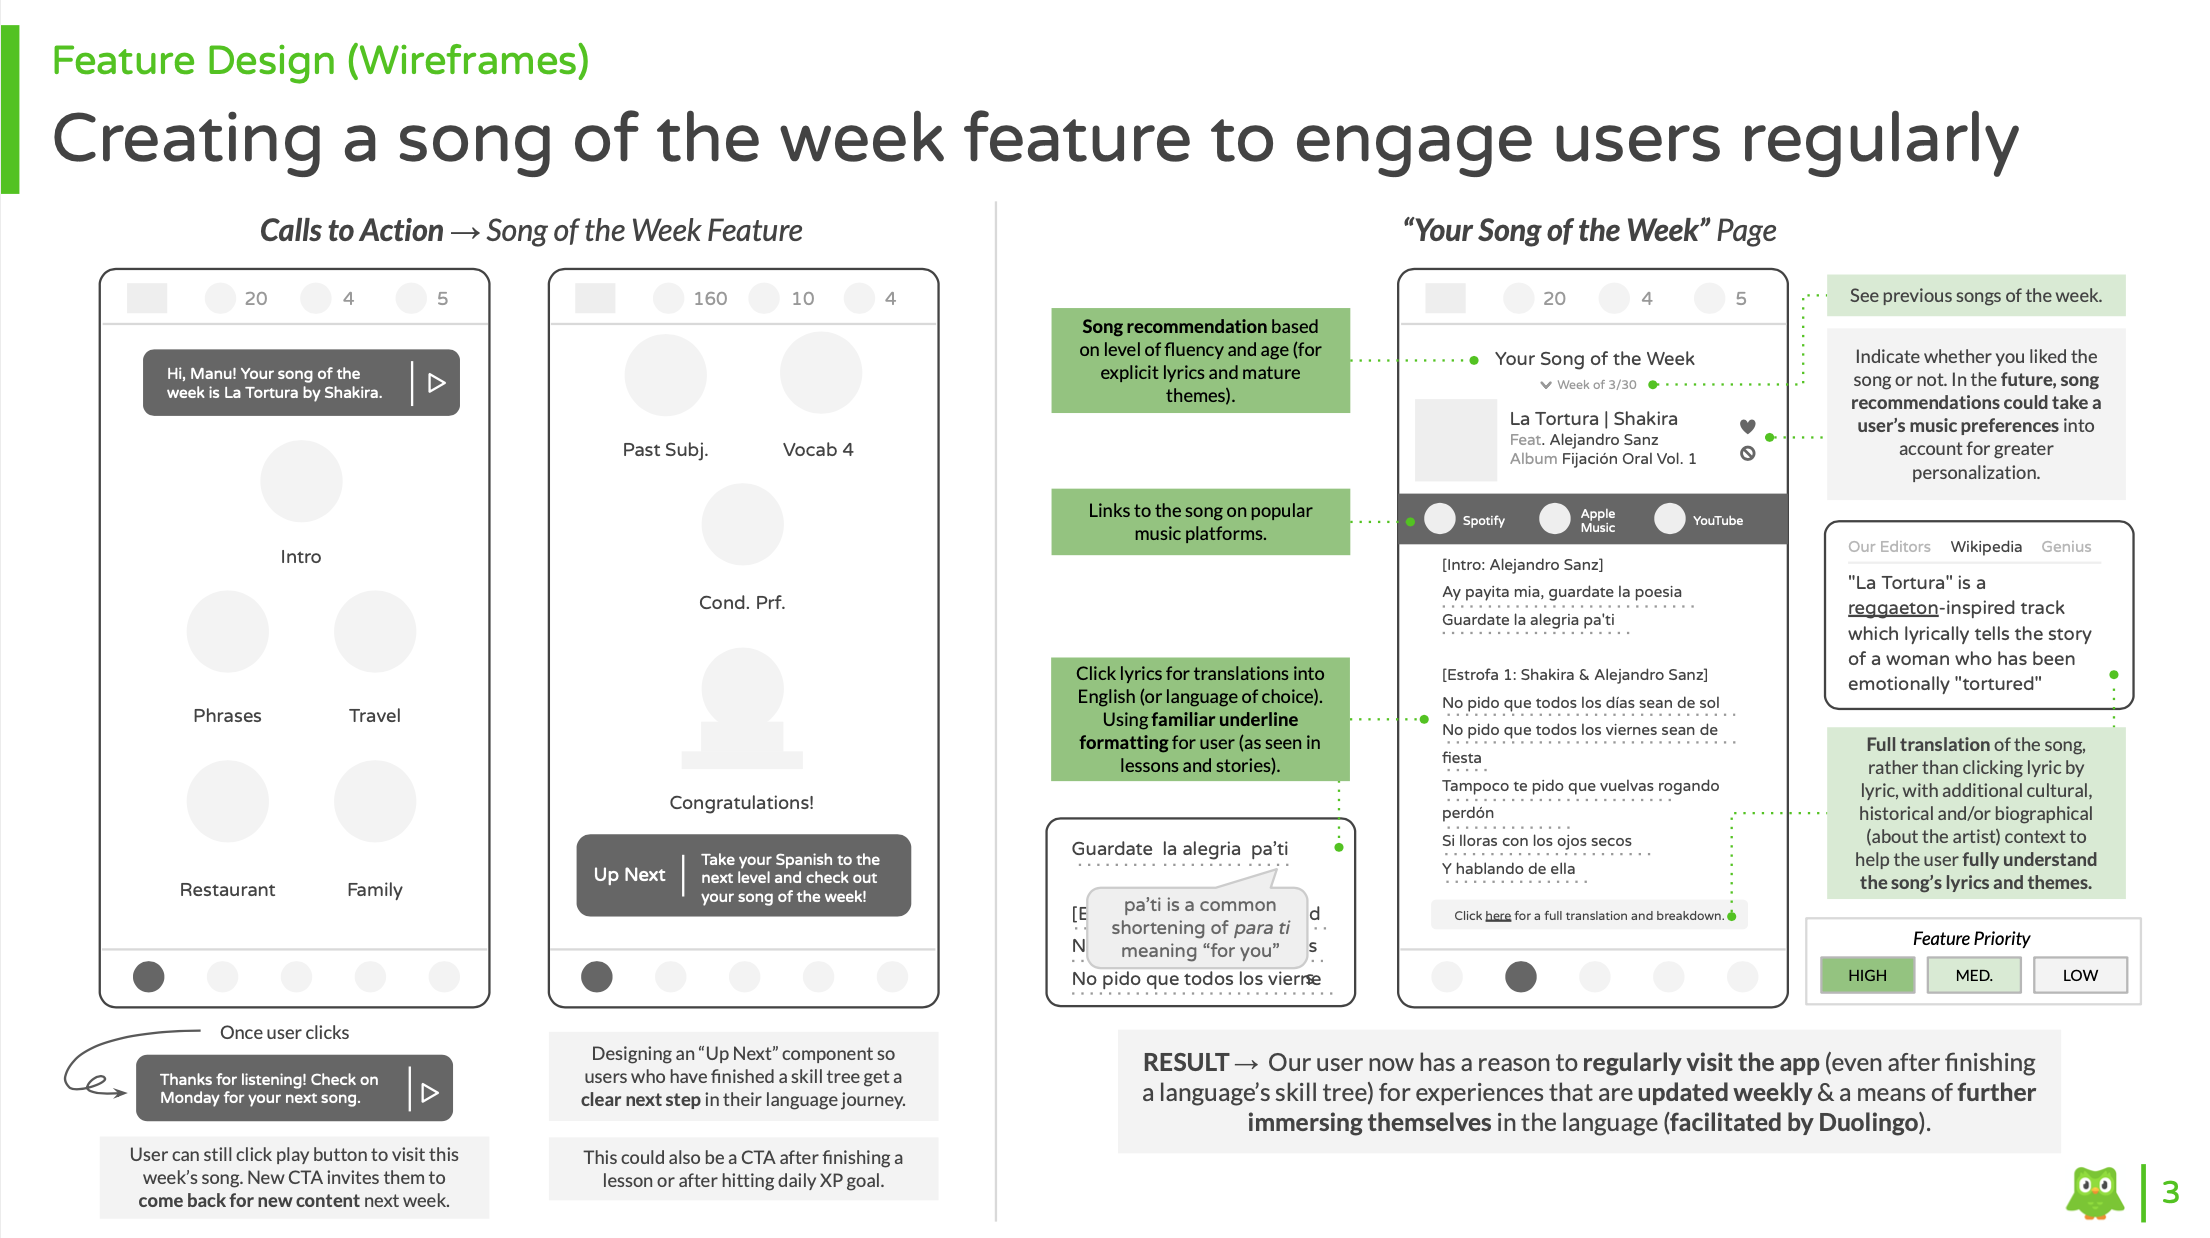 Feature Design (Wireframes)
Creating a song of the week feature to engage users regularly
Calls to Action → Song of the Week Feature
20 4 5
Hi, Manu! Your song of the
week is La Tortura by Shakira.
Intro
Phrases Travel
Restaurant Family
Once user clicks
Thanks for listening! Check on
Monday for your next song.
User can still click play button to visit this
week's song. New CTA invites them to
come back for new content next week.
160 10 4
Past Subj. Vocab 4
Cond. Prf.
Congratulations!
Up Next
Take your Spanish to the
next level and check out
your song of the week!
Designing an “Up Next” component so
users who have finished a skill tree get a
clear next step in their language journey.
This could also be a CTA after finishing a
lesson or after hitting daily XP goal.
“Your Song of the Week” Page
Song recommendation based
on level of fluency and age (for
explicit lyrics and mature
themes).
Links to the song on popular
music platforms.
Click lyrics for translations into
English (or language of choice).
Using familiar underline
formatting for user (as seen in
lessons and stories).
Guardate la alegria pa'ti
[E d
pa'ti is a common
shortening of para ti
meaning “for you”
N s
No pido que todos los vierne
s
20 4 5
Your Song of the Week
Week of 3/30
La Tortura | Shakira
Feat. Alejandro Sanz
Album Fijación Oral Vol. 1
Spotify
Apple
Music
YouTube
[Intro: Alejandro Sanz]
Ay payita mia, guardate la poesia
Guardate la alegria pa'ti
[Estrofa 1: Shakira & Alejandro Sanz]
No pido que todos los días sean de sol
No pido que todos los viernes sean de
fiesta
Tampoco te pido que vuelvas rogando
perdón
Si lloras con los ojos secos
Y hablando de ella
Click here for a full translation and breakdown.
See previous songs of the week.
Indicate whether you liked the
song or not. In the future, song
recommendations could take a
user's music preferences into
account for greater
personalization.
Our Editors Wikipedia Genius
"La Tortura" is a
reggaeton-inspired track
which lyrically tells the story
of a woman who has been
emotionally "tortured"
Full translation of the song,
rather than clicking lyric by
lyric, with additional cultural,
historical and/or biographical
(about the artist) context to
help the user fully understand
the song's lyrics and themes.
Feature Priority
HIGH MED. LOW
RESULT → Our user now has a reason to regularly visit the app (even after finishing
a language's skill tree) for experiences that are updated weekly & a means of further
immersing themselves in the language (facilitated by Duolingo).
3